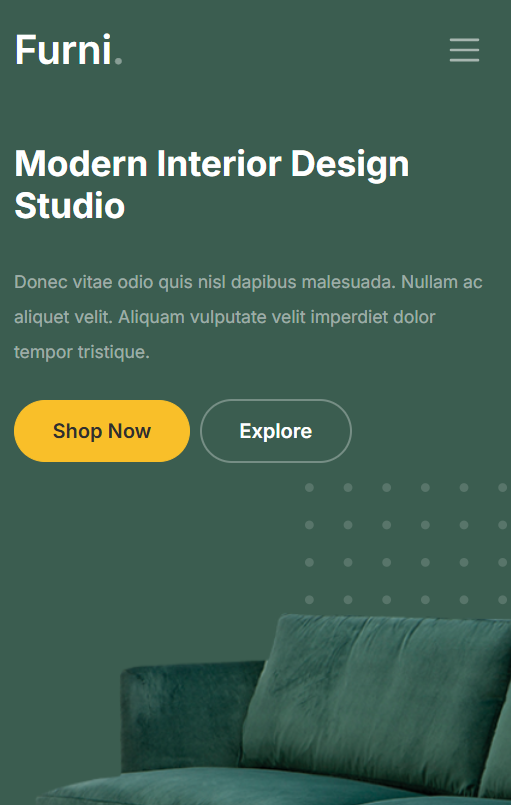 Furni.
Modern Interior Design
Studio
Donec vitae odio quis nisl dapibus malesuada. Nullam ac
aliquet velit. Aliquam vulputate velit imperdiet dolor
tempor tristique.
Shop Now
Explore